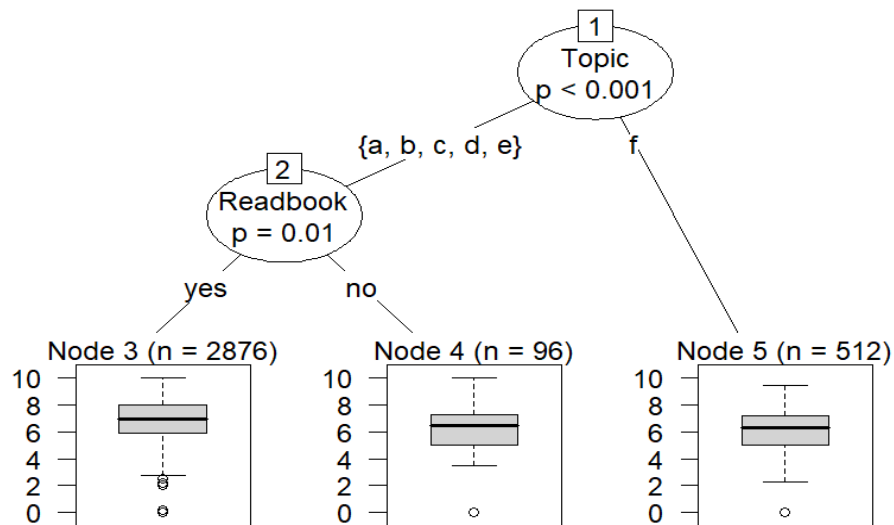 1
Topic
p < 0.001
{a, b, c, d, e}
f
2
Readbook
p = 0.01
yes
no
Node 3 (n = 2876)
Node 4 (n = 96)
Node 5 (n = 512)
10
8
6
4
2
0
10
8
6
4
2
0
10
8
6
4
2
0